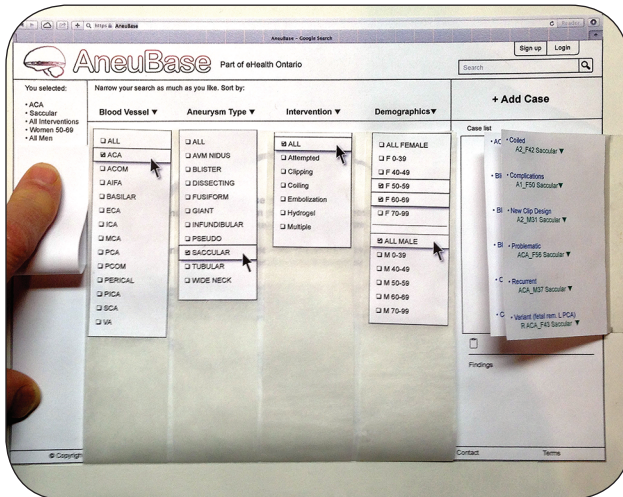 https AneuBase
Reader
AneuBase - Google Search
Sign up
Login
AneuBase
Part of eHealth Ontario
Search
You selected:
• ACA
• Saccular
• All Interventions
• Women 50-69
• All Men
Narrow your search as much as you like. Sort by:
Blood Vessel ▼
ALL
ACA
ACOM
AIFA
BASILAR
ECA
ICA
MCA
PCA
PCOM
PERICAL
PICA
SCA
VA
Aneurysm Type ▼
ALL
AVM NIDUS
BLISTER
DISSECTING
FUSIFORM
GIANT
INFUNDIBULAR
PSEUDO
SACCULAR
TUBULAR
WIDE NECK
Intervention ▼
ALL
Attempted
Clipping
Coiling
Embolization
Hydrogel
Multiple
Demographics▼
ALL FEMALE
F 0-39
F 40-49
F 50-59
F 60-69
F 70-99
ALL MALE
M 0-39
M 40-49
M 50-59
M 60-69
M 70-99
+ Add Case
Case list
• Coiled
A2_F42 Saccular ▼
• Complications
A1_F50 Saccular ▼
• New Clip Design
A2_M31 Saccular ▼
• Problematic
ACA_F56 Saccular ▼
• Recurrent
ACA_M37 Saccular ▼
• Variant (fetal rem. L PCA)
R ACA_F43 Saccular ▼
Findings
© Copyrigh
Contact
Terms